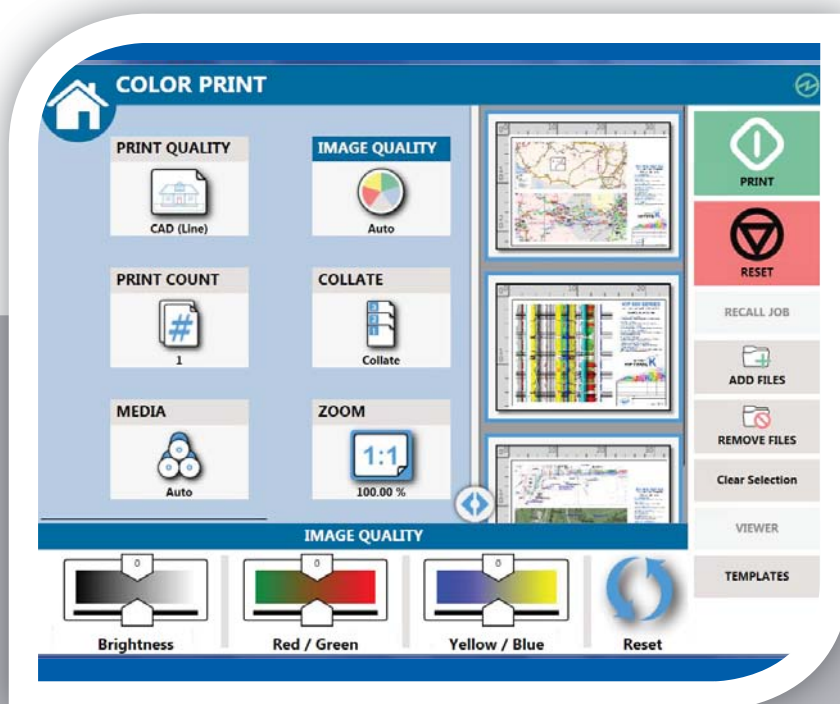 COLOR PRINT
PRINT QUALITY
CAD (Line)
IMAGE QUALITY
Auto
PRINT COUNT
#
1
COLLATE
Collate
MEDIA
Auto
ZOOM
1:1
100.00 %
PRINT
RESET
RECALL JOB
ADD FILES
REMOVE FILES
Clear Selection
VIEWER
TEMPLATES
IMAGE QUALITY
0
Brightness
0
Red / Green
0
Yellow / Blue
Reset